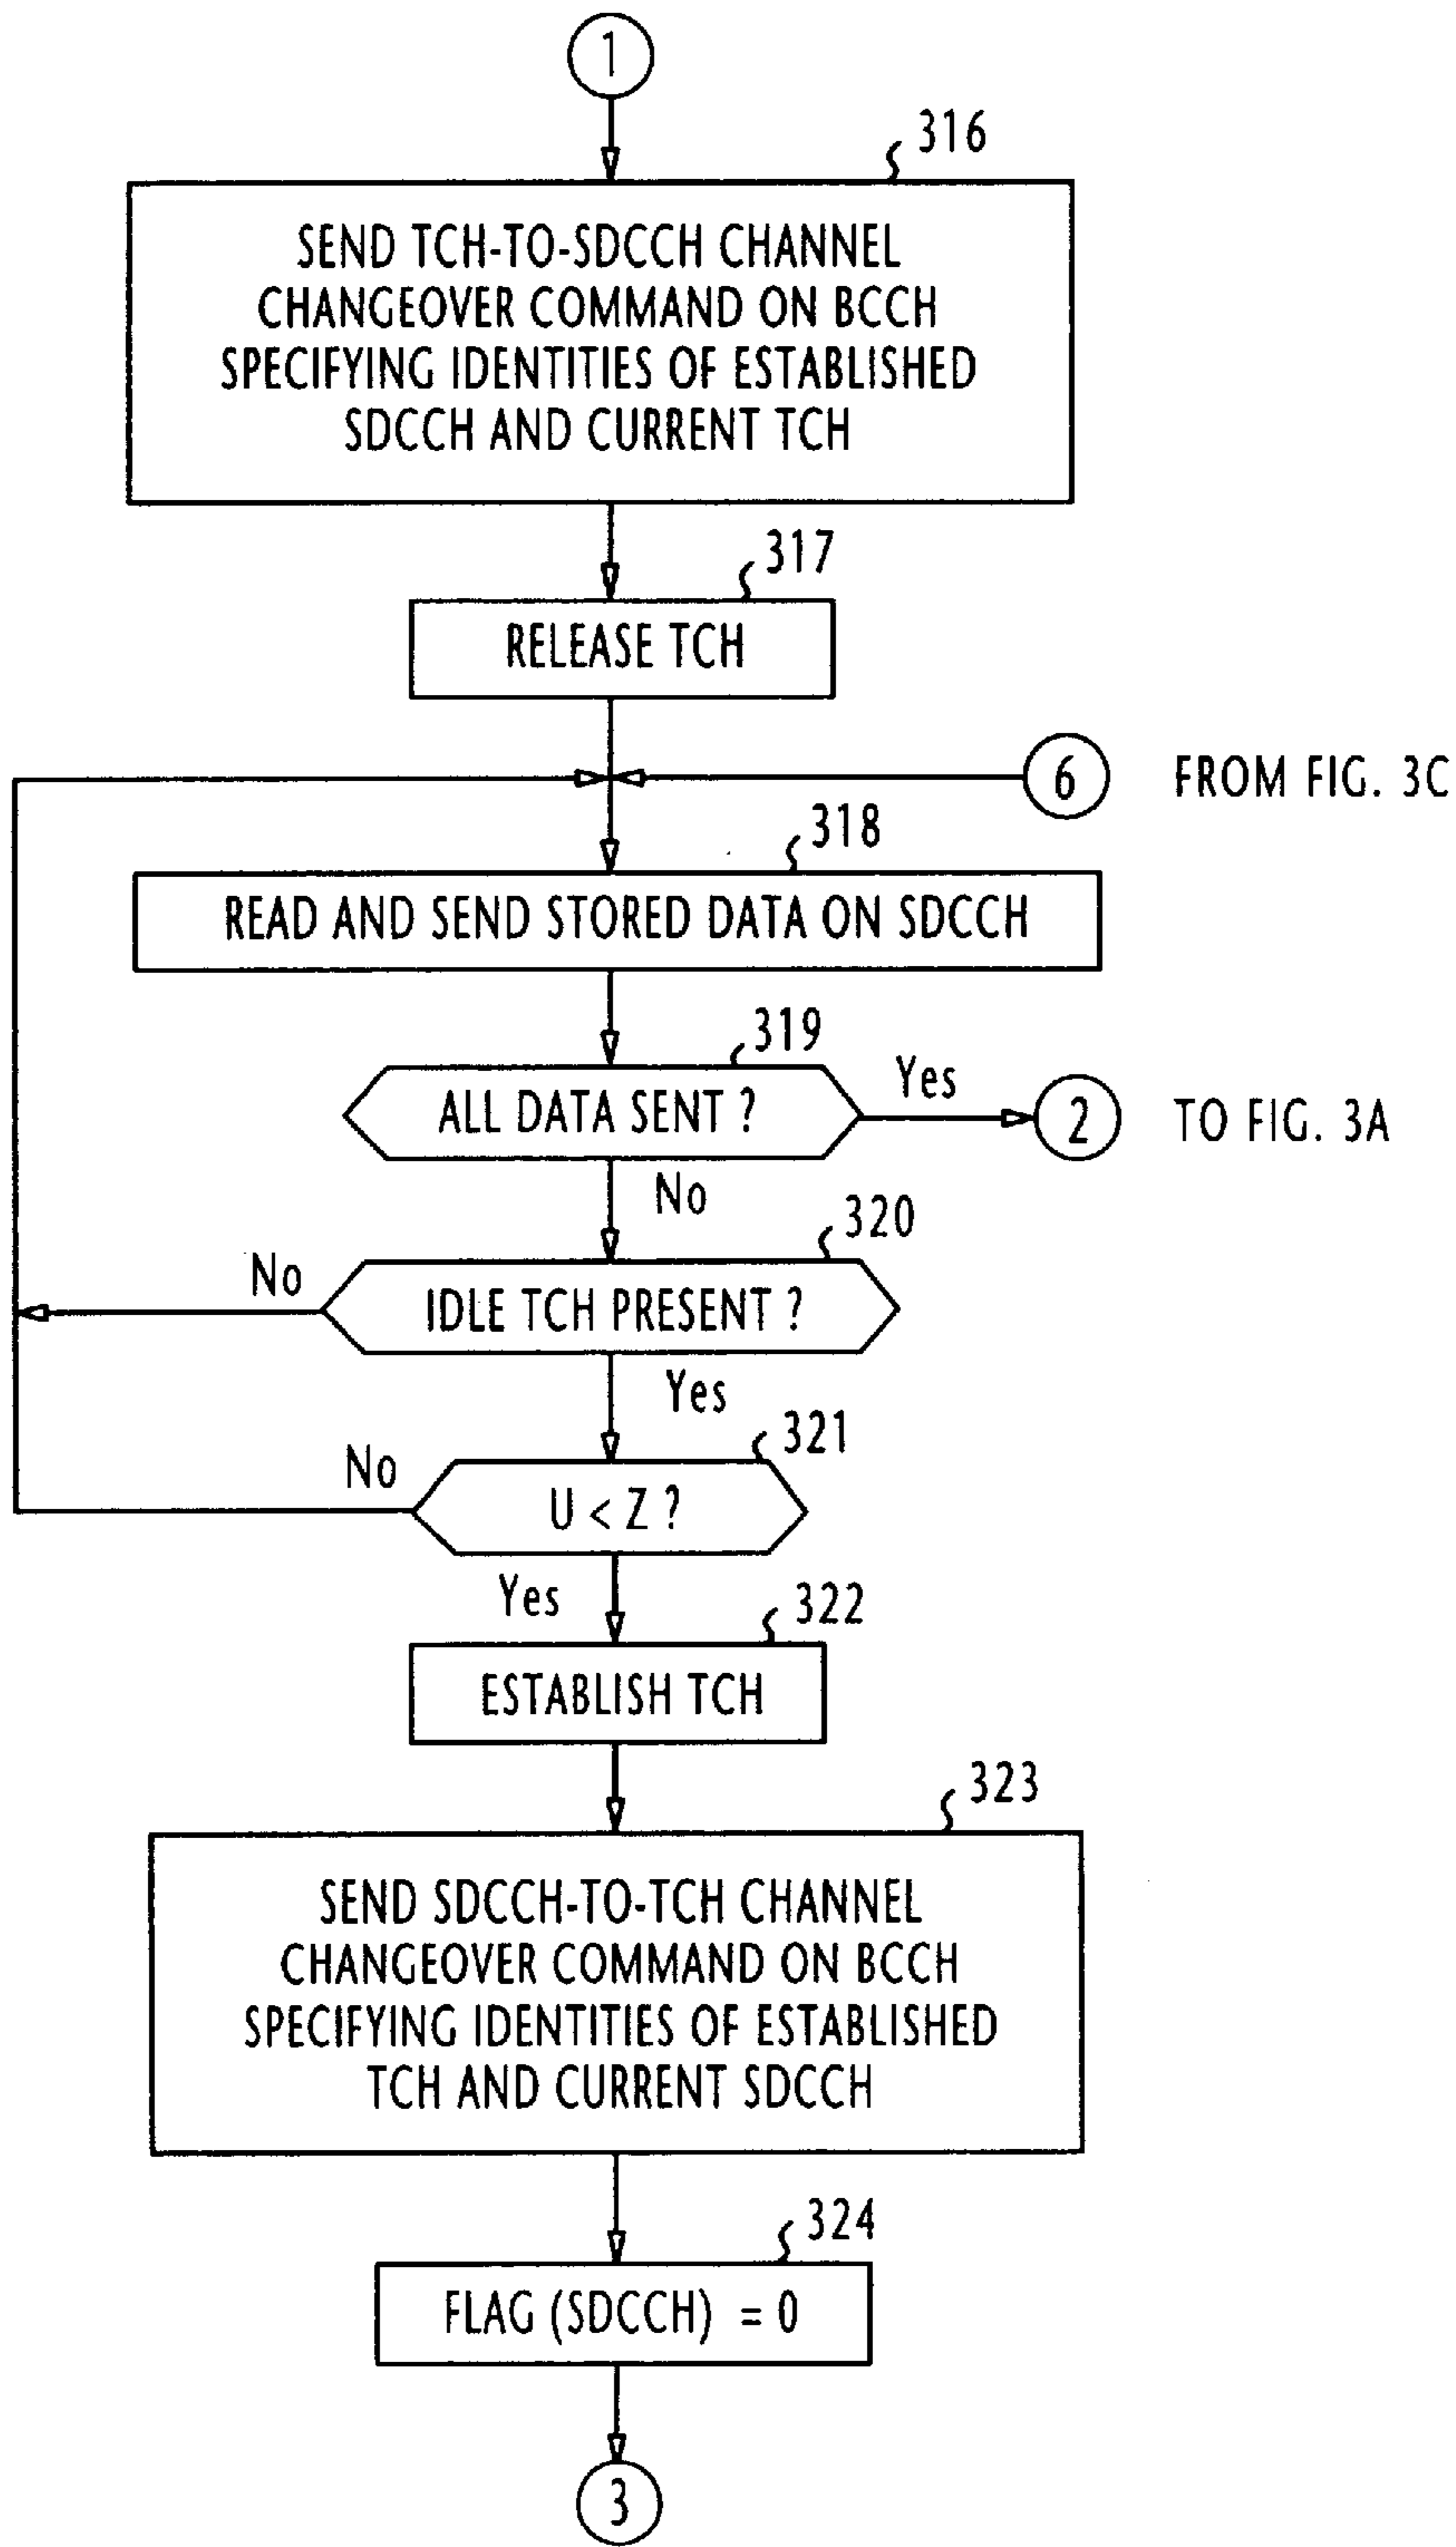 1
316
SEND TCH-TO-SDCCH CHANNEL
CHANGEOVER COMMAND ON BCCH
SPECIFYING IDENTITIES OF ESTABLISHED
SDCCH AND CURRENT TCH
317
RELEASE TCH
6 FROM FIG. 3C
318
READ AND SEND STORED DATA ON SDCCH
319
ALL DATA SENT ?
Yes
2 TO FIG. 3A
No
320
IDLE TCH PRESENT ?
No
Yes
321
U < Z ?
No
Yes
322
ESTABLISH TCH
323
SEND SDCCH-TO-TCH CHANNEL
CHANGEOVER COMMAND ON BCCH
SPECIFYING IDENTITIES OF ESTABLISHED
TCH AND CURRENT SDCCH
324
FLAG (SDCCH) = 0
3